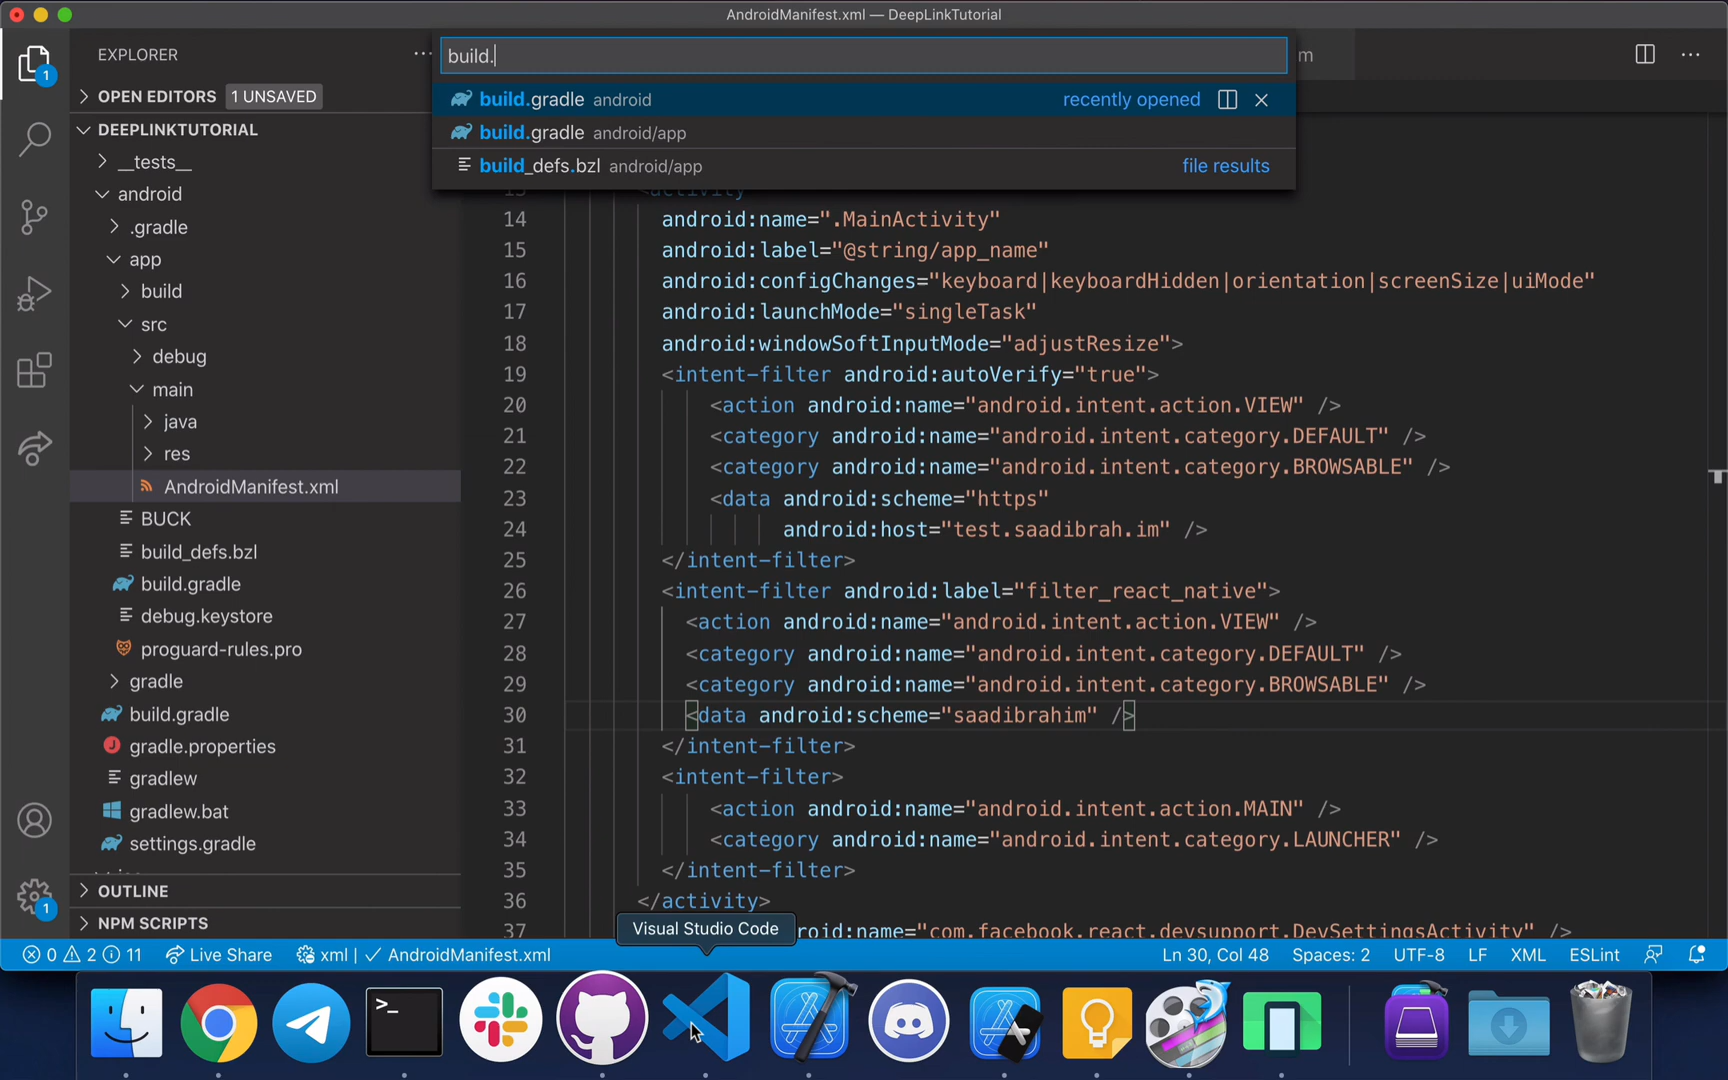 AndroidManifest.xml — DeepLinkTutorial
EXPLORER
build.
m
build.gradle android recently opened
build.gradle android/app
build_defs.bzl android/app file results
OPEN EDITORS 1 UNSAVED
DEEPLINKTUTORIAL
__tests__
android
.gradle
app
build
src
debug
main
java
res
AndroidManifest.xml
BUCK
build_defs.bzl
build.gradle
debug.keystore
proguard-rules.pro
gradle
build.gradle
gradle.properties
gradlew
gradlew.bat
settings.gradle
OUTLINE
NPM SCRIPTS
1
1
13 <activity
14 android:name=".MainActivity"
15 android:label="@string/app_name"
16 android:configChanges="keyboard|keyboardHidden|orientation|screenSize|uiMode"
17 android:launchMode="singleTask"
18 android:windowSoftInputMode="adjustResize">
19 <intent-filter android:autoVerify="true">
20 <action android:name="android.intent.action.VIEW" />
21 <category android:name="android.intent.category.DEFAULT" />
22 <category android:name="android.intent.category.BROWSABLE" />
23 <data android:scheme="https"
24 android:host="test.saadibrah.im" />
25 </intent-filter>
26 <intent-filter android:label="filter_react_native">
27 <action android:name="android.intent.action.VIEW" />
28 <category android:name="android.intent.category.DEFAULT" />
29 <category android:name="android.intent.category.BROWSABLE" />
30 <data android:scheme="saadibrahim" />
31 </intent-filter>
32 <intent-filter>
33 <action android:name="android.intent.action.MAIN" />
34 <category android:name="android.intent.category.LAUNCHER" />
35 </intent-filter>
36 </activity>
37 droid:name="com.facebook.react.devsupport.DevSettingsActivity" />
Visual Studio Code
0 2 11 Live Share xml | ✓ AndroidManifest.xml Ln 30, Col 48 Spaces: 2 UTF-8 LF XML ESLint
>_